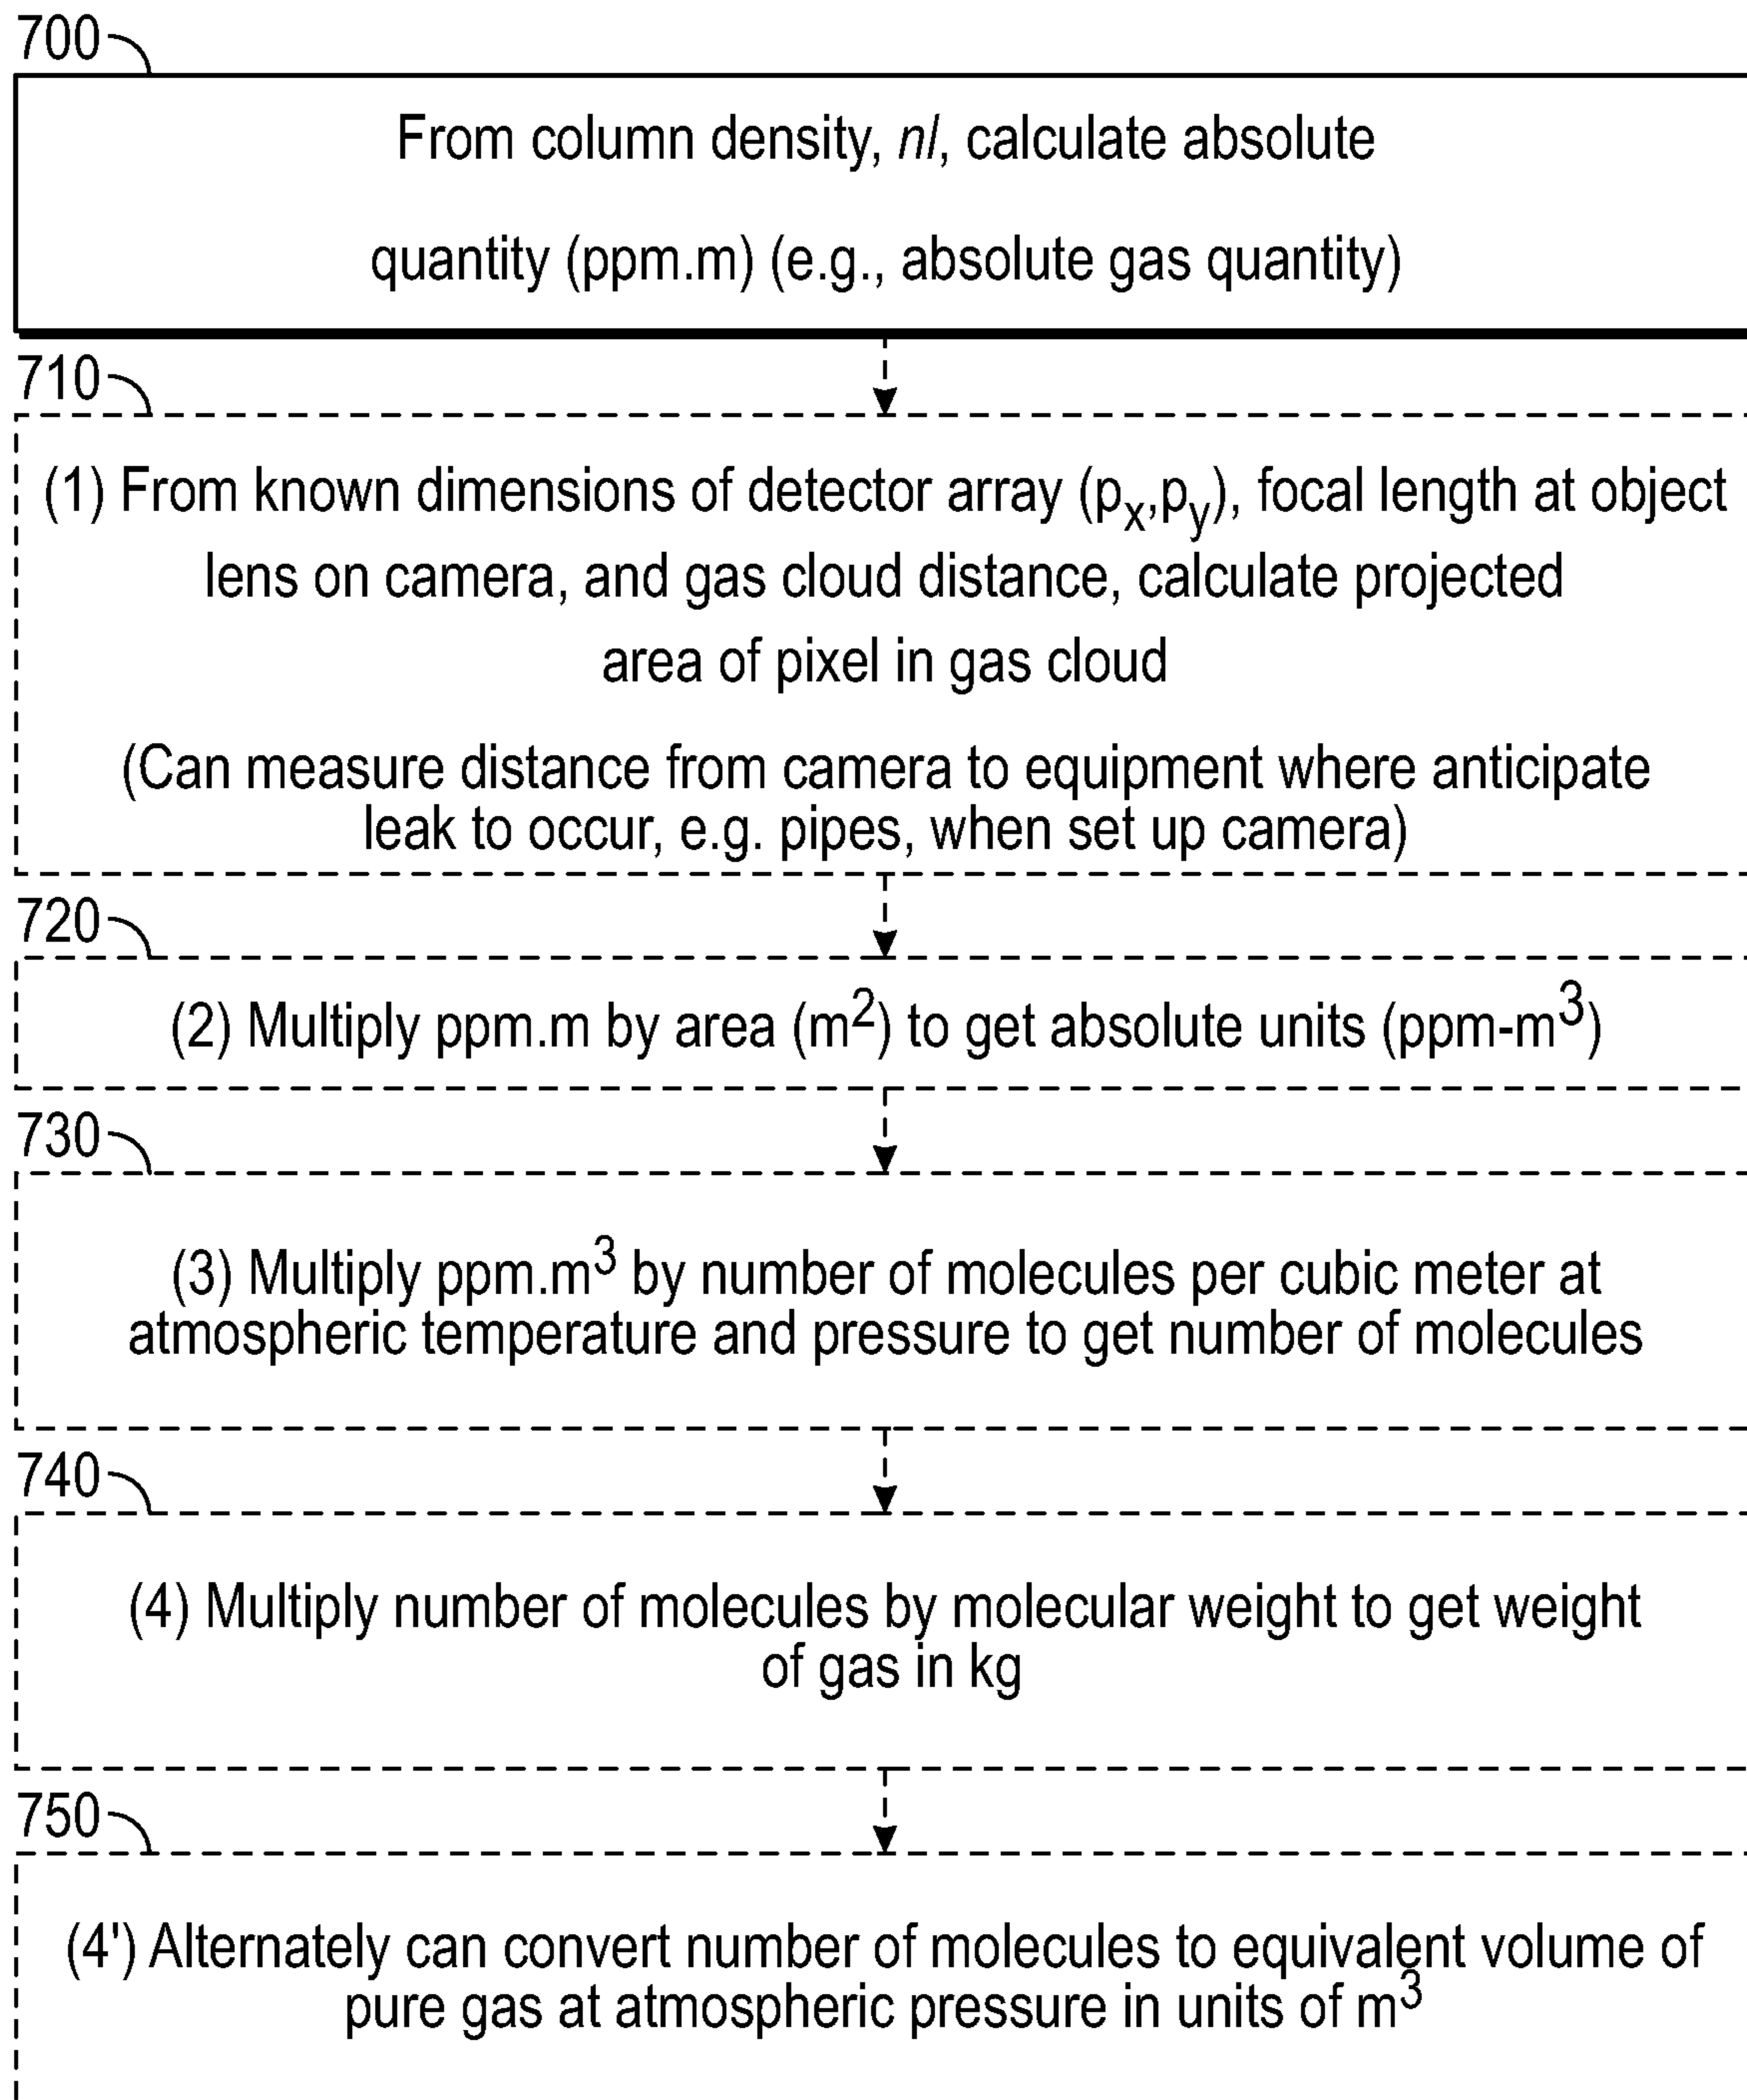 700
From column density, nl, calculate absolute
quantity (ppm.m) (e.g., absolute gas quantity)
710
(1) From known dimensions of detector array (px,py), focal length at object
lens on camera, and gas cloud distance, calculate projected
area of pixel in gas cloud
(Can measure distance from camera to equipment where anticipate
leak to occur, e.g. pipes, when set up camera)
720
(2) Multiply ppm.m by area (m²) to get absolute units (ppm-m³)
730
(3) Multiply ppm.m³ by number of molecules per cubic meter at
atmospheric temperature and pressure to get number of molecules
740
(4) Multiply number of molecules by molecular weight to get weight
of gas in kg
750
(4') Alternately can convert number of molecules to equivalent volume of
pure gas at atmospheric pressure in units of m³